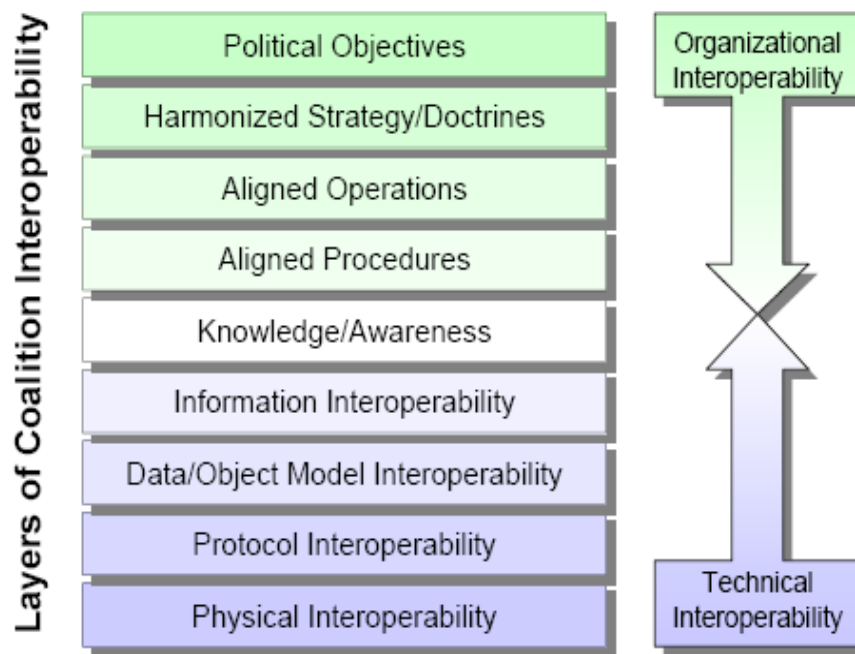 Layers of Coalition Interoperability
Political Objectives
Harmonized Strategy/Doctrines
Aligned Operations
Aligned Procedures
Knowledge/Awareness
Information Interoperability
Data/Object Model Interoperability
Protocol Interoperability
Physical Interoperability
Organizational
Interoperability
Technical
Interoperability